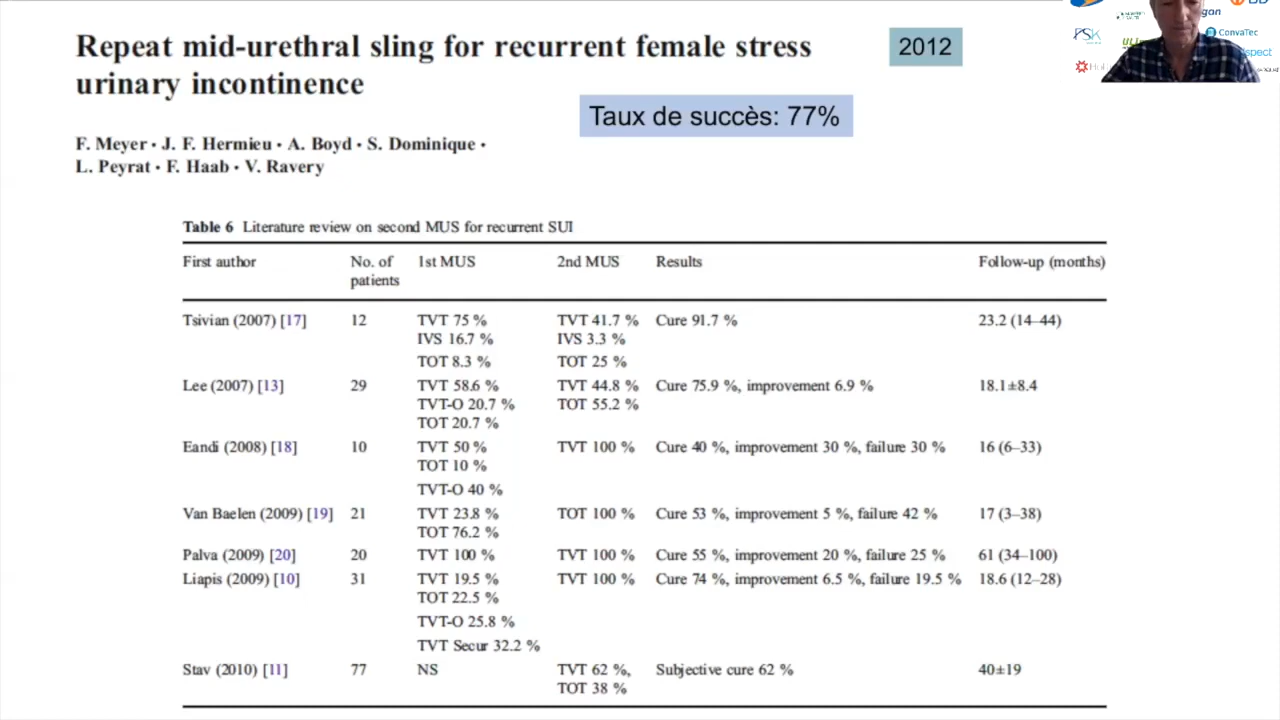 Repeat mid-urethral sling for recurrent female stress
urinary incontinence
2012
Taux de succès: 77%
F. Meyer · J. F. Hermieu · A. Boyd · S. Dominique ·
L. Peyrat · F. Haab · V. Ravery
ConvaTec
Table 6 Literature review on second MUS for recurrent SUI
First author No. of patients 1st MUS 2nd MUS Results Follow-up (months)
Tsivian (2007) [17] 12 TVT 75 % TVT 41.7 % Cure 91.7 % 23.2 (14–44)
IVS 16.7 % IVS 3.3 %
TOT 8.3 % TOT 25 %
Lee (2007) [13] 29 TVT 58.6 % TVT 44.8 % Cure 75.9 %, improvement 6.9 % 18.1±8.4
TVT-O 20.7 % TOT 55.2 %
TOT 20.7 %
Eandi (2008) [18] 10 TVT 50 % TVT 100 % Cure 40 %, improvement 30 %, failure 30 % 16 (6–33)
TOT 10 %
TVT-O 40 %
Van Baelen (2009) [19] 21 TVT 23.8 % TOT 100 % Cure 53 %, improvement 5 %, failure 42 % 17 (3–38)
TOT 76.2 %
Palva (2009) [20] 20 TVT 100 % TVT 100 % Cure 55 %, improvement 20 %, failure 25 % 61 (34–100)
Liapis (2009) [10] 31 TVT 19.5 % TVT 100 % Cure 74 %, improvement 6.5 %, failure 19.5 % 18.6 (12–28)
TOT 22.5 %
TVT-O 25.8 %
TVT Secur 32.2 %
Stav (2010) [11] 77 NS TVT 62 %, Subjective cure 62 % 40±19
TOT 38 %